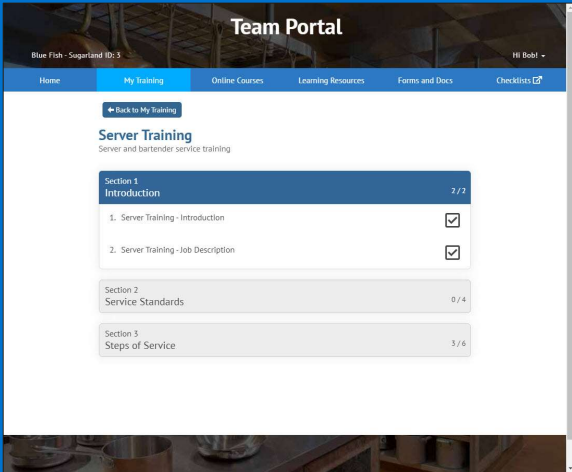 Team Portal
Blue Fish - Sugarland ID: 3
Hi Bob!
Home My Training Online Courses Learning Resources Forms and Docs Checklists
Back to My Training
Server Training
Server and bartender service training
Section 1
Introduction 2 / 2
1. Server Training - Introduction
2. Server Training - Job Description
Section 2
Service Standards 0 / 4
Section 3
Steps of Service 3 / 6